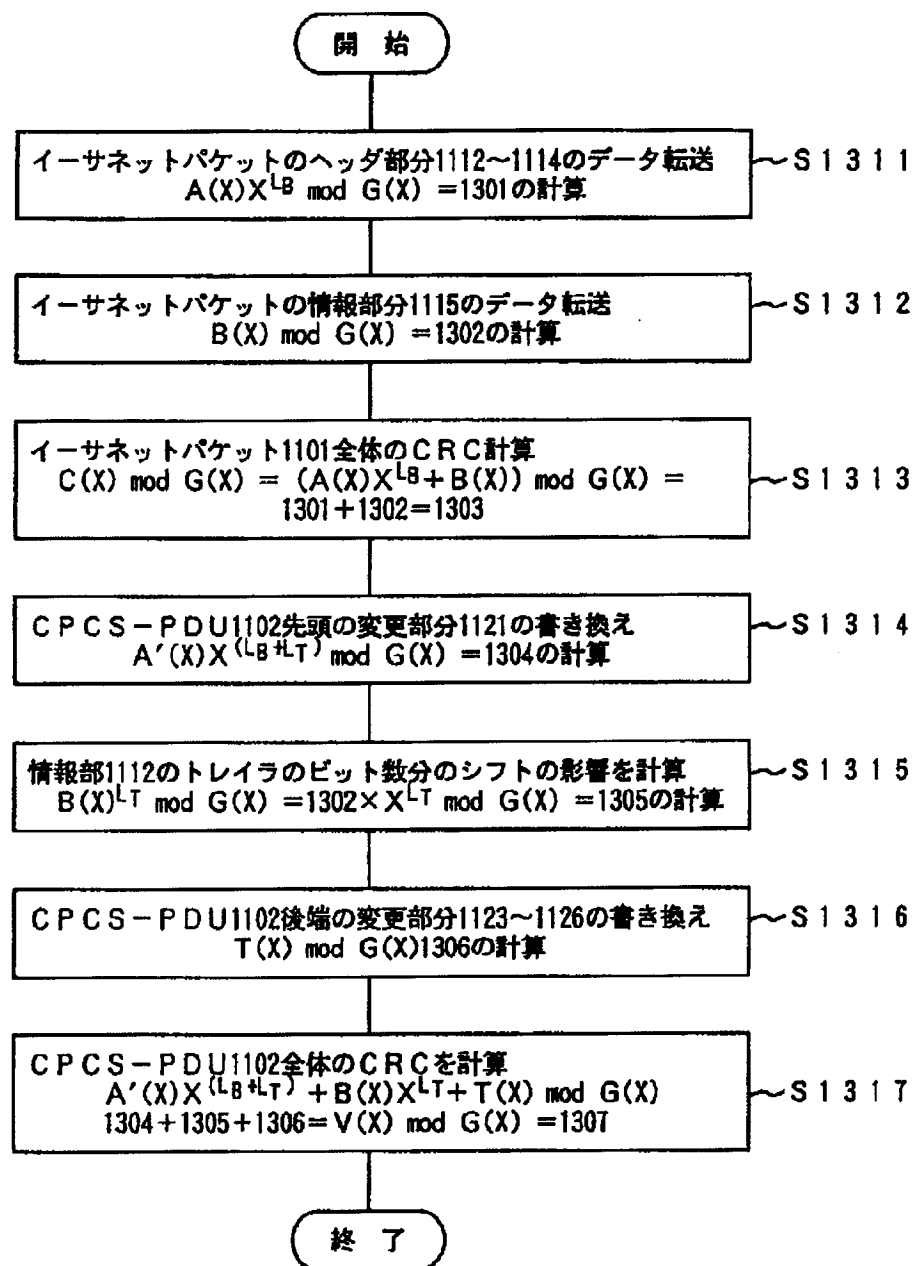 開 始
イーサネットパケットのヘッダ部分1112~1114のデータ転送
A(X)X^LB mod G(X) =1301の計算
~S1311
イーサネットパケットの情報部分1115のデータ転送
B(X) mod G(X) =1302の計算
~S1312
イーサネットパケット1101全体のCRC計算
C(X) mod G(X) = (A(X)X^LB+B(X)) mod G(X) =
1301+1302=1303
~S1313
CPCS-PDU1102先頭の変更部分1121の書き換え
A′(X)X^(LB+LT) mod G(X) =1304の計算
~S1314
情報部1112のトレイラのビット数分のシフトの影響を計算
B(X)^LT mod G(X) =1302×X^LT mod G(X) =1305の計算
~S1315
CPCS-PDU1102後端の変更部分1123~1126の書き換え
T(X) mod G(X)1306の計算
~S1316
CPCS-PDU1102全体のCRCを計算
A′(X)X^(LB+LT) +B(X)X^LT+T(X) mod G(X)
1304+1305+1306=V(X) mod G(X) =1307
~S1317
終 了